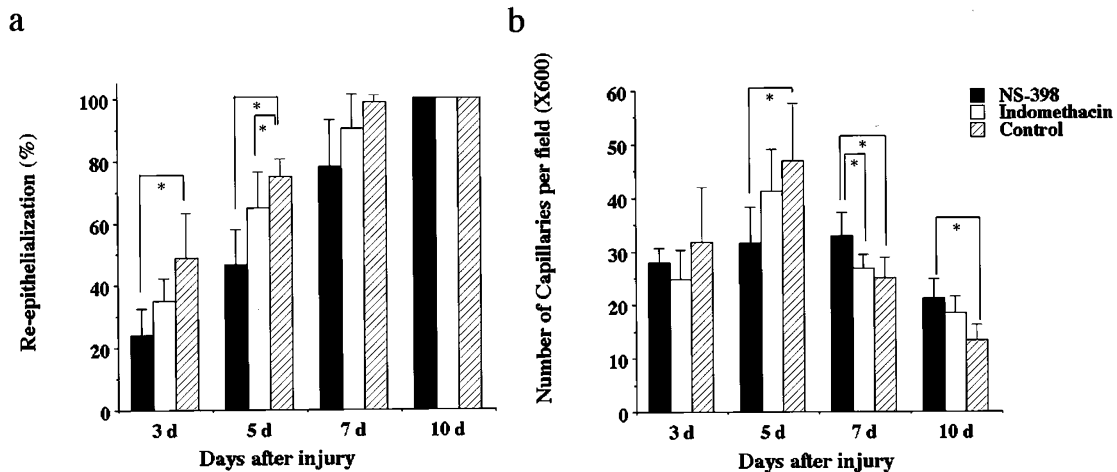 a
Re-epithelialization (%)
100
80
60
40
20
0
*
*
*
3 d
5 d
7 d
10 d
Days after injury
b
Number of Capillaries per field (X600)
60
50
40
30
20
10
0
*
*
*
*
3 d
5 d
7 d
10 d
Days after injury
NS-398
Indomethacin
Control